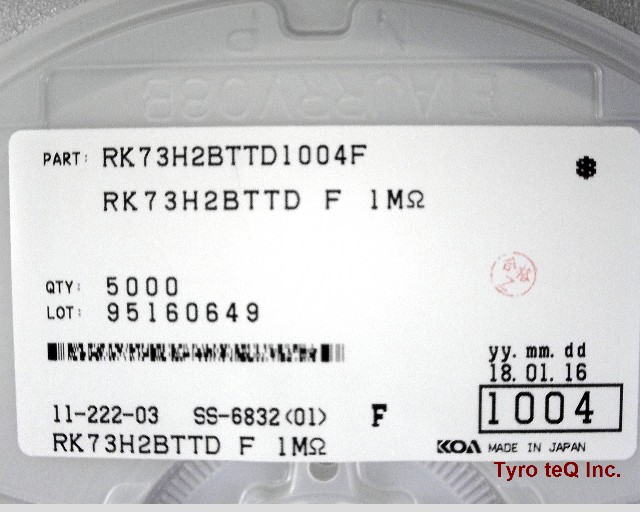 PART: RK73H2BTTD1004F
RK73H2BTTD F 1MΩ
QTY: 5000
LOT: 95160649
yy. mm. dd
18. 01. 16
1004
11-222-03 SS-6832(01) F
RK73H2BTTD F 1MΩ
KOA MADE IN JAPAN
Tyro teQ Inc.